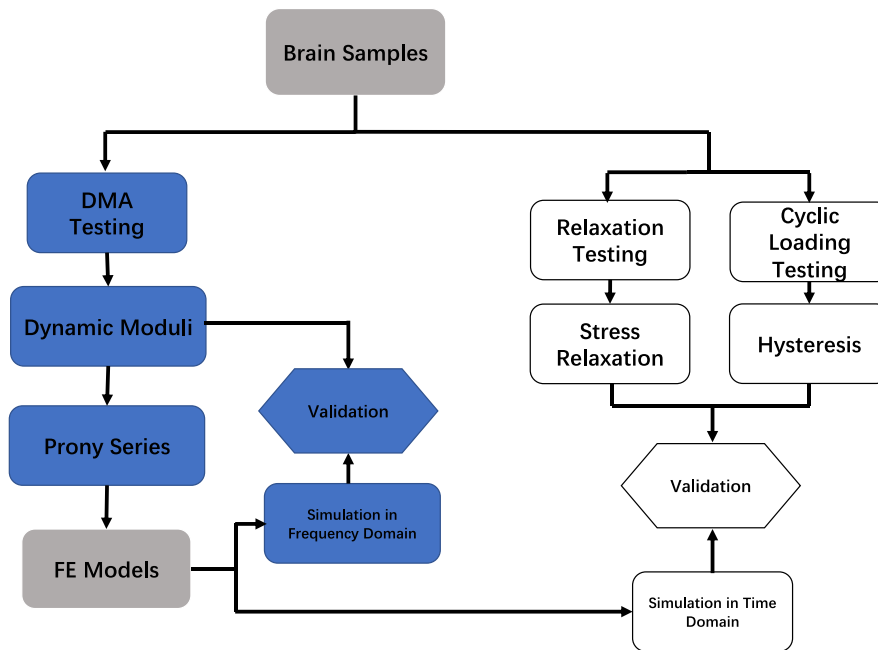 Brain Samples
DMA
Testing
Relaxation
Testing
Cyclic
Loading
Testing
Dynamic Moduli
Stress
Relaxation
Hysteresis
Validation
Prony Series
Validation
Simulation in
Frequency Domain
FE Models
Simulation in Time
Domain